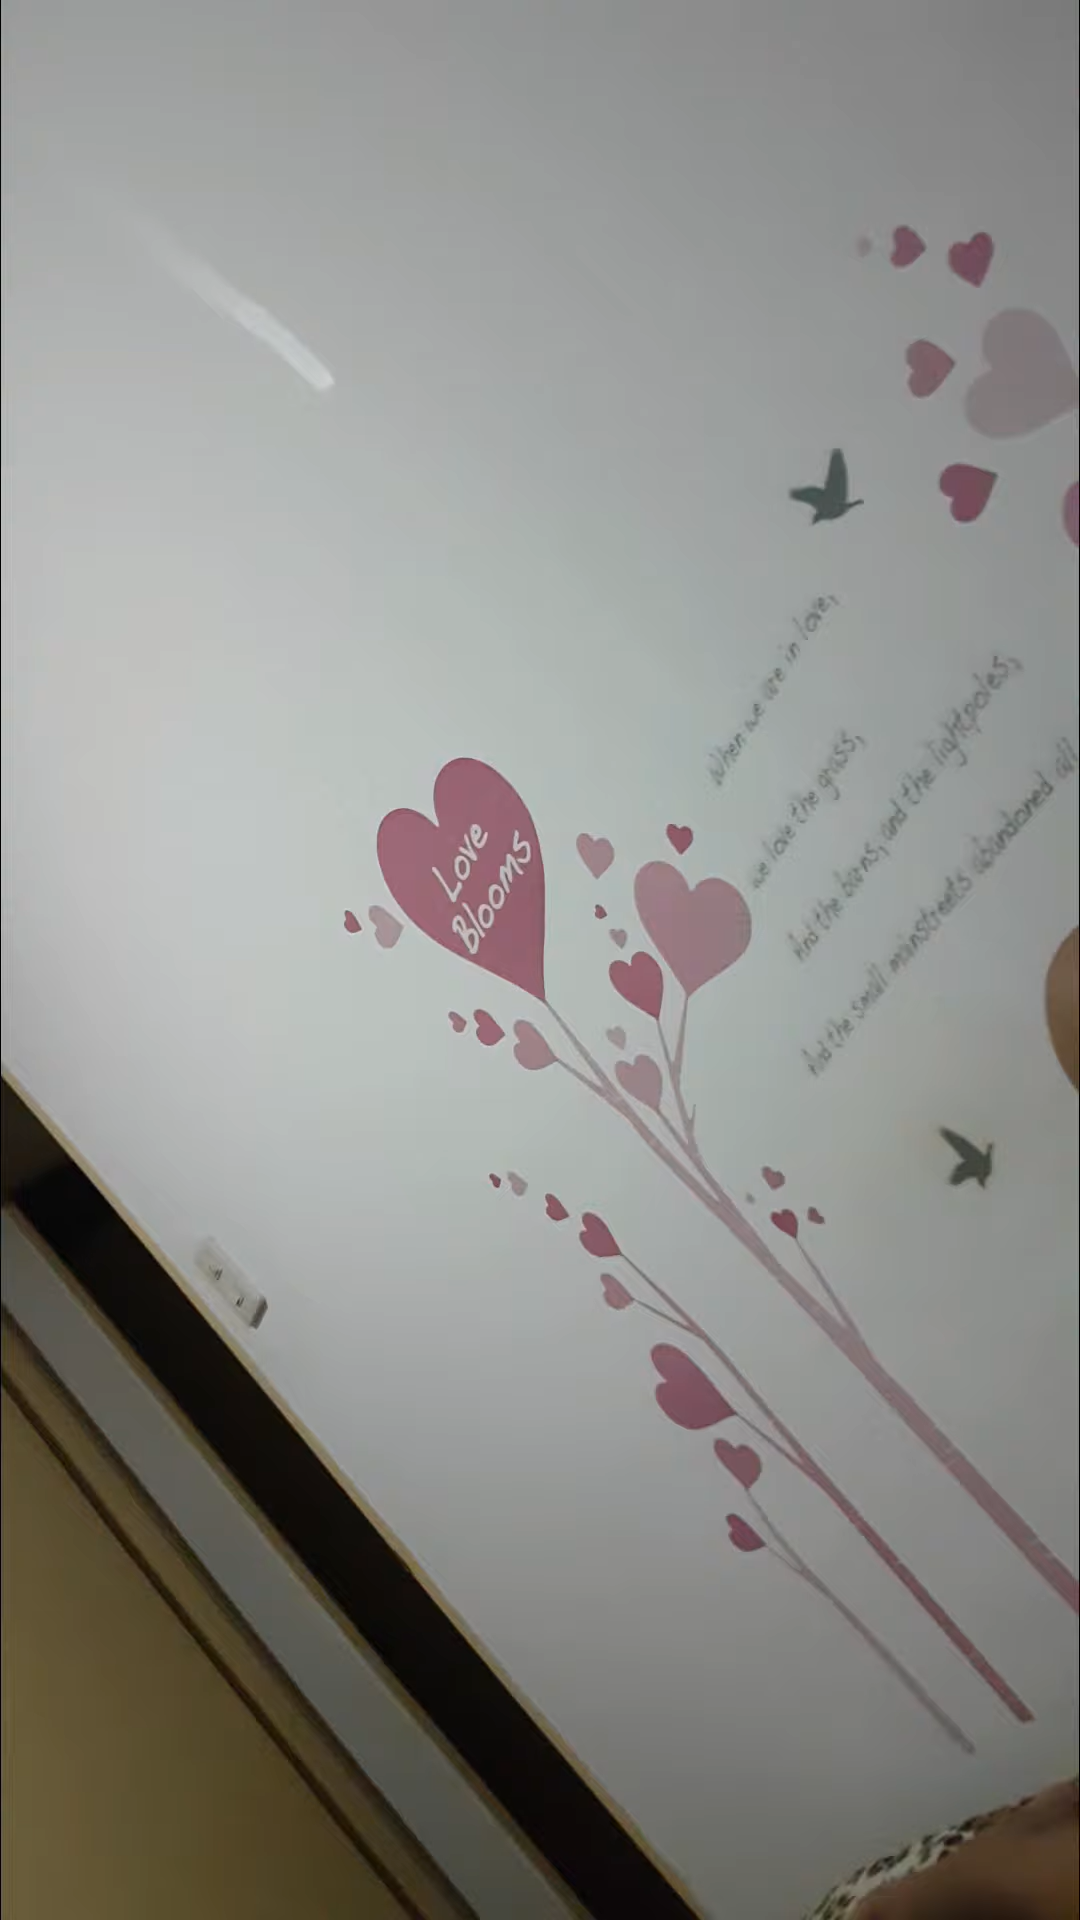 Love
Blooms
When we are in love,
we love the grass,
And the barns, and the lightpoles,
And the small mainstreets abandoned all